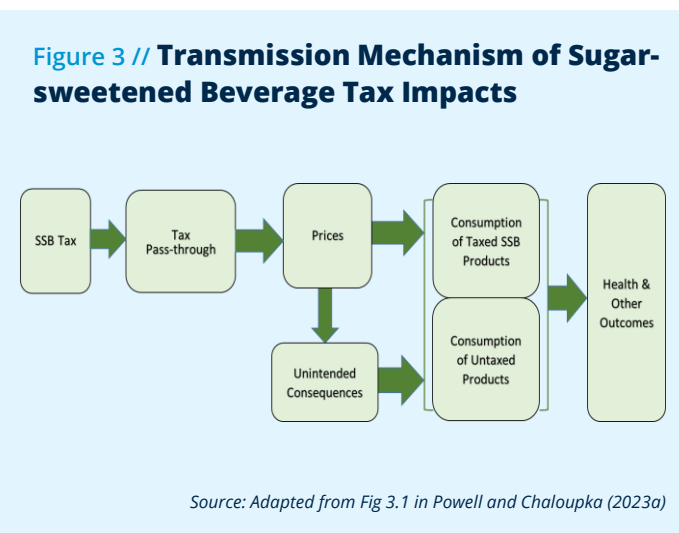 Figure 3 // Transmission Mechanism of Sugar-
sweetened Beverage Tax Impacts
SSB Tax
Tax
Pass-through
Prices
Unintended
Consequences
Consumption
of Taxed SSB
Products
Consumption
of Untaxed
Products
Health &
Other
Outcomes
Source: Adapted from Fig 3.1 in Powell and Chaloupka (2023a)